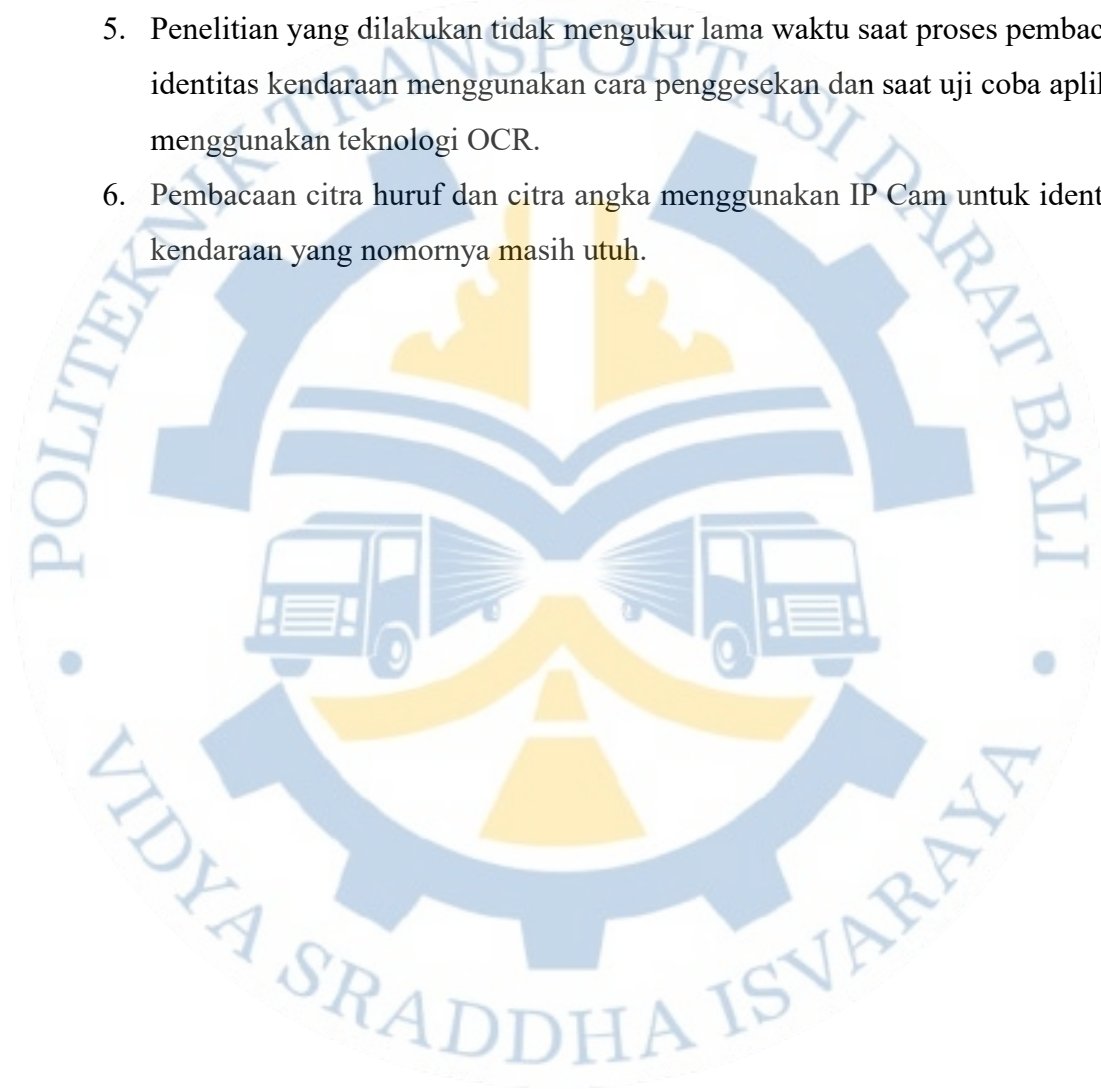 5. Penelitian yang dilakukan tidak mengukur lama waktu saat proses
identitas kendaraan menggunakan cara penggesekan dan saat uji coba
menggunakan teknologi OCR.
6. Pembacaan citra huruf dan citra angka menggunakan IP Cam untuk
kendaraan yang nomornya masih utuh.
POLITEKNIK TRANSPORTASI DARAT BALI
VIDYA SRADDHA ISVARAYA